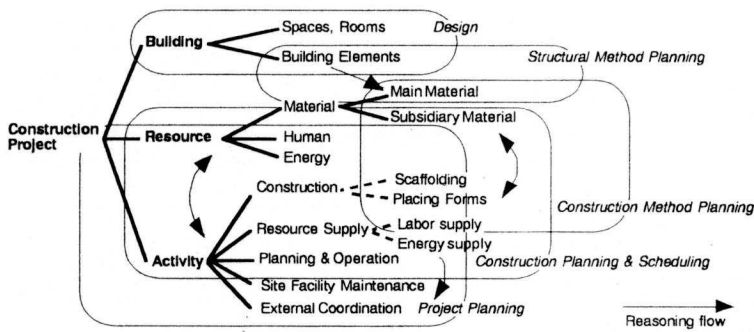 Spaces, Rooms
Design
Building
Building Elements
Structural Method Planning
Main Material
Material
Subsidiary Material
Construction
Project
Resource
Human
Energy
Construction
Scaffolding
Placing Forms
Construction Method Planning
Resource Supply
Labor supply
Energy supply
Activity
Planning & Operation
Construction Planning & Scheduling
Site Facility Maintenance
External Coordination
Project Planning
Reasoning flow